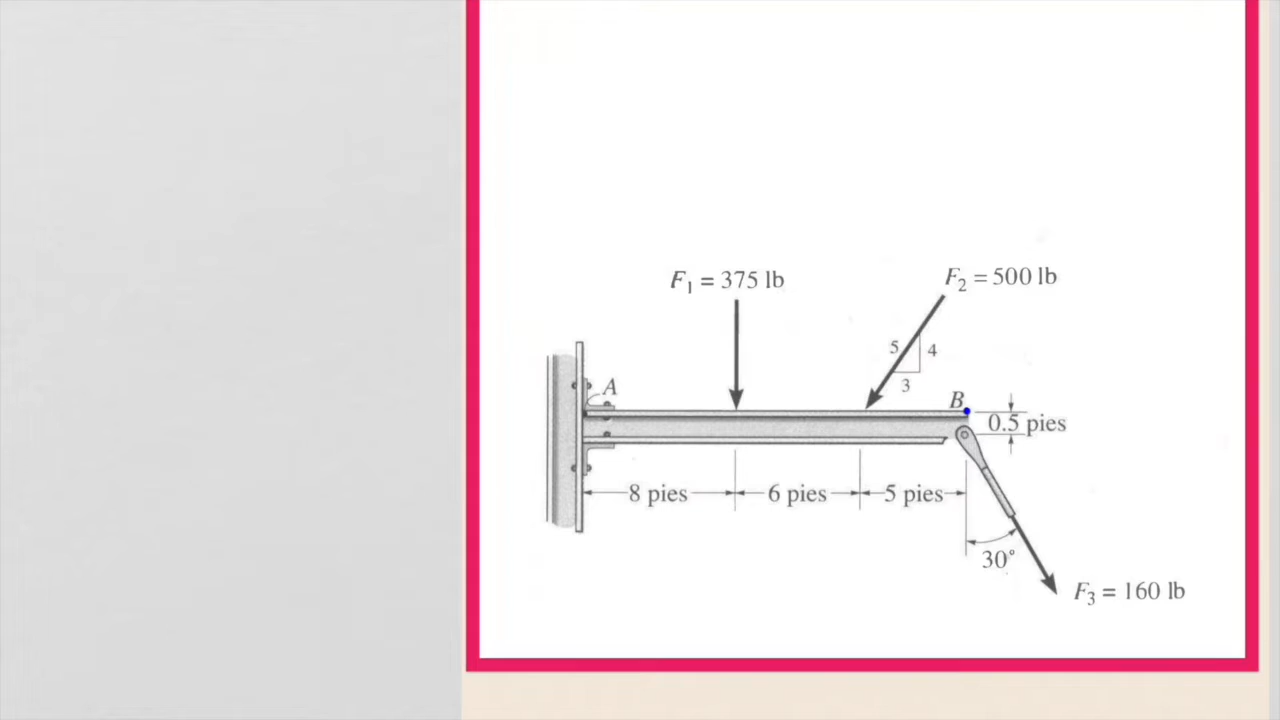 F₁ = 375 lb
F₂ = 500 lb
5
4
3
A
B
0.5 pies
8 pies
6 pies
5 pies
30°
F₃ = 160 lb